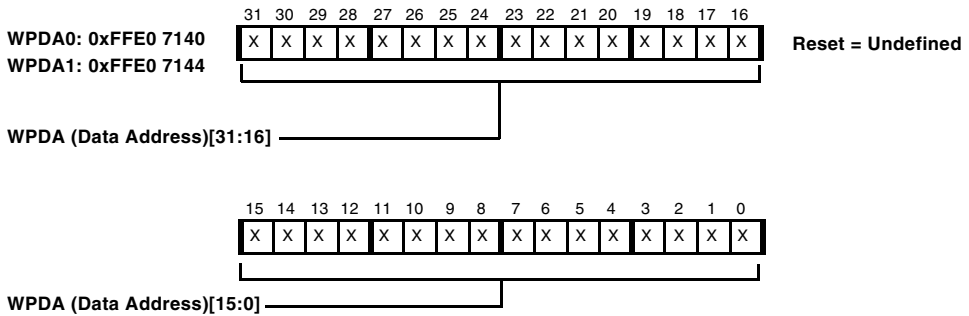 31 30 29 28 27 26 25 24 23 22 21 20 19 18 17 16
WPDA0: 0xFFE0 7140 X X X X X X X X X X X X X X X X Reset = Undefined
WPDA1: 0xFFE0 7144
WPDA (Data Address)[31:16]
15 14 13 12 11 10 9 8 7 6 5 4 3 2 1 0
X X X X X X X X X X X X X X X X
WPDA (Data Address)[15:0]